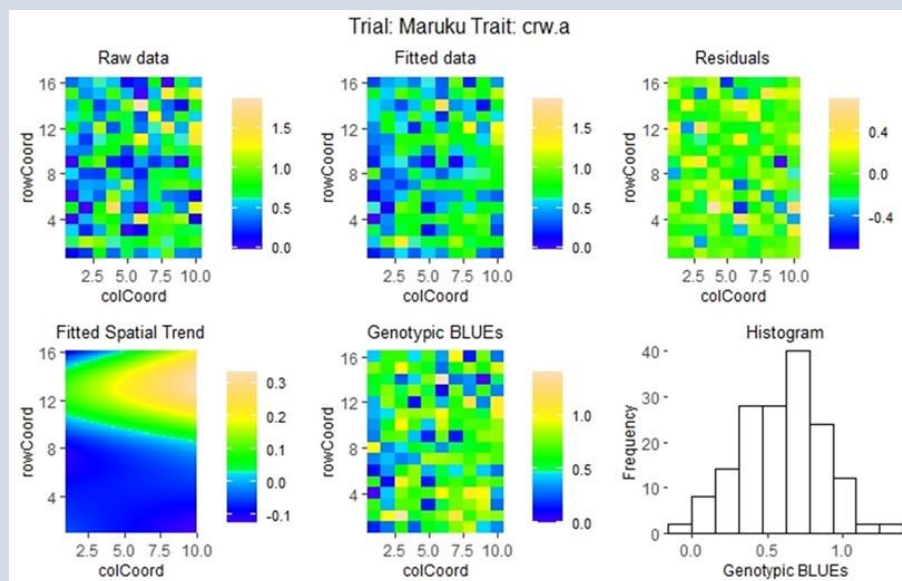 Trial: Maruku Trait: crw.a
Raw data
Fitted data
Residuals
16
12
8
4
rowCoord
2.5 5.0 7.5 10.0
colCoord
1.5
1.0
0.5
0.0
16
12
8
4
rowCoord
2.5 5.0 7.5 10.0
colCoord
1.5
1.0
0.5
0.0
16
12
8
4
rowCoord
2.5 5.0 7.5 10.0
colCoord
0.4
0.0
-0.4
Fitted Spatial Trend
Genotypic BLUEs
Histogram
16
12
8
4
rowCoord
2.5 5.0 7.5 10.0
colCoord
0.3
0.2
0.1
0.0
-0.1
16
12
8
4
rowCoord
2.5 5.0 7.5 10.0
colCoord
1.0
0.5
0.0
40
30
20
10
0
Frequency
0.0 0.5 1.0
Genotypic BLUEs